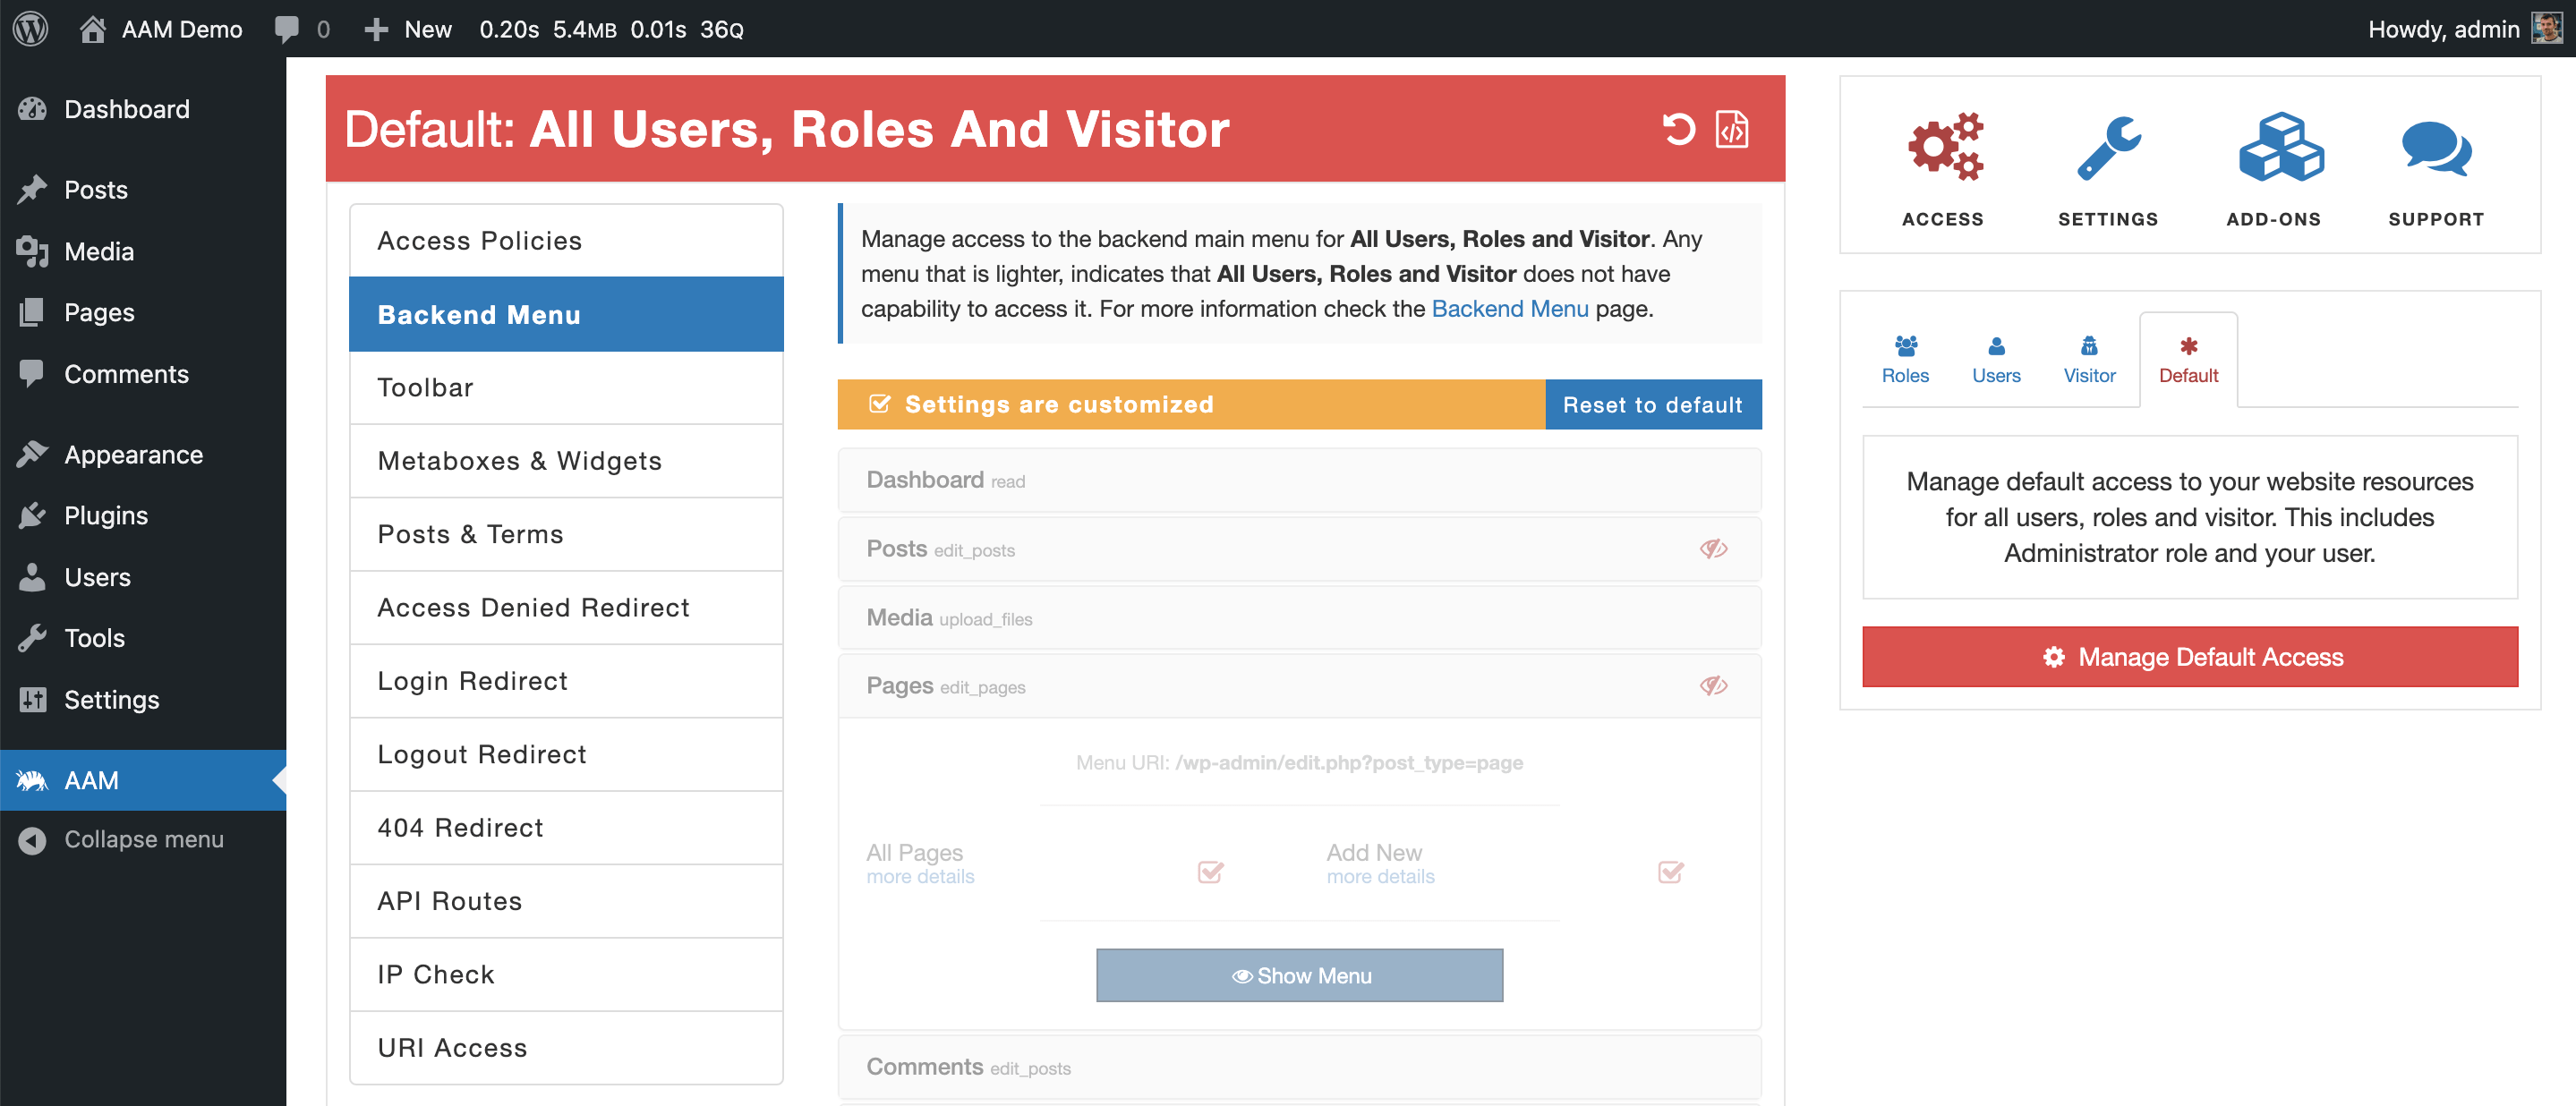 AAM Demo 0 New 0.20s 5.4MB 0.01s 36Q Howdy, admin
Dashboard
Posts
Media
Pages
Comments
Appearance
Plugins
Users
Tools
Settings
AAM
Collapse menu
Default: All Users, Roles And Visitor
Access Policies
Backend Menu
Toolbar
Metaboxes & Widgets
Posts & Terms
Access Denied Redirect
Login Redirect
Logout Redirect
404 Redirect
API Routes
IP Check
URI Access
Manage access to the backend main menu for All Users, Roles and Visitor. Any
menu that is lighter, indicates that All Users, Roles and Visitor does not have
capability to access it. For more information check the Backend Menu page.
Settings are customized Reset to default
Dashboard read
Posts edit_posts
Media upload_files
Pages edit_pages
Menu URI: /wp-admin/edit.php?post_type=page
All Pages Add New
more details more details
Show Menu
Comments edit_posts
ACCESS SETTINGS ADD-ONS SUPPORT
Roles Users Visitor Default
Manage default access to your website resources
for all users, roles and visitor. This includes
Administrator role and your user.
Manage Default Access